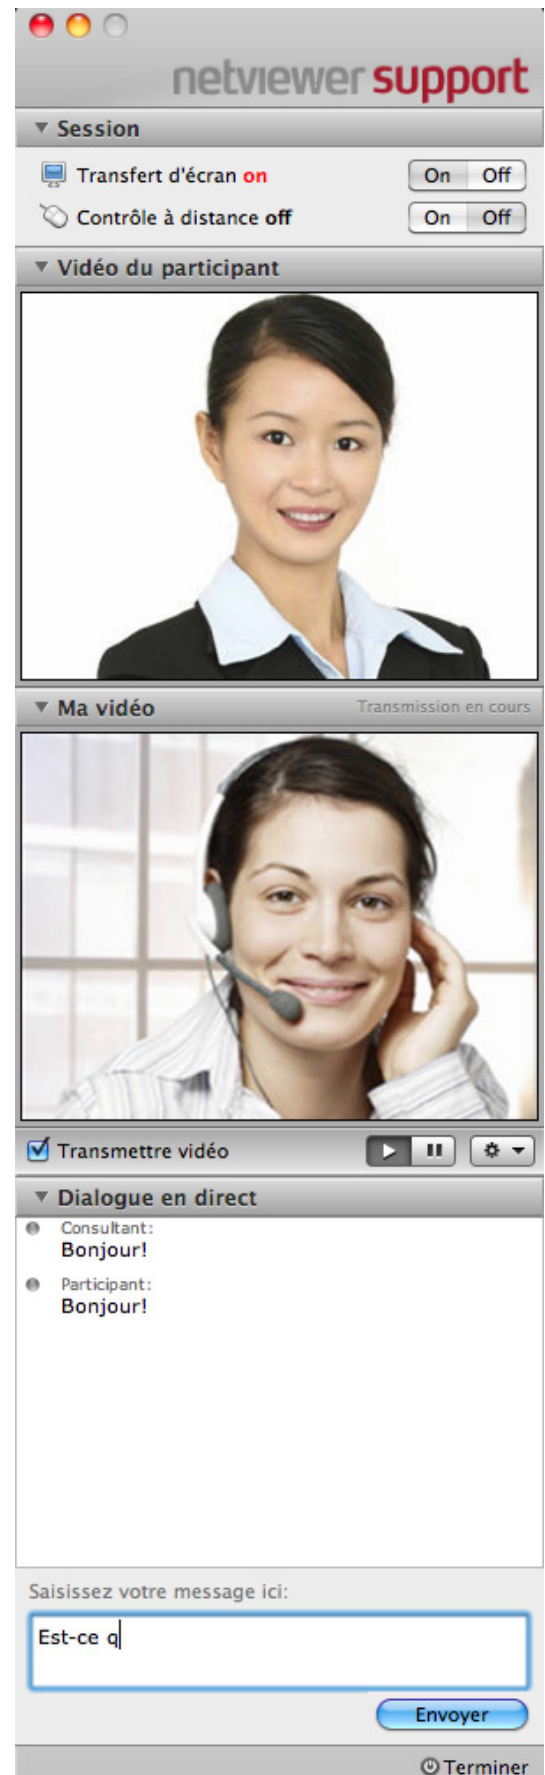 netviewer support
Session
Transfert d'écran on On Off
Contrôle à distance off On Off
Vidéo du participant
Ma vidéo Transmission en cours
Transmettre vidéo
Dialogue en direct
Consultant:
Bonjour!
Participant:
Bonjour!
Saisissez votre message ici:
Est-ce q
Envoyer
Terminer